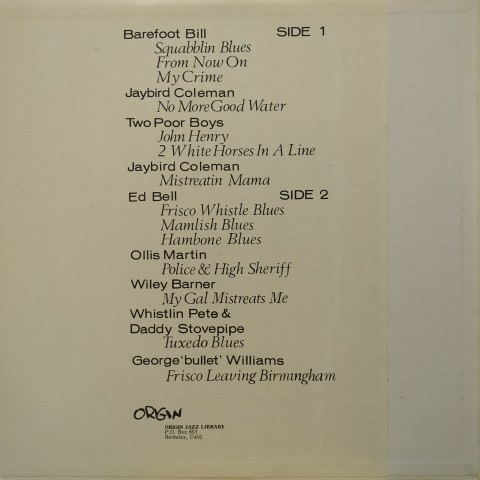 Barefoot Bill SIDE 1
Squabblin Blues
From Now On
My Crime
Jaybird Coleman
No More Good Water
Two Poor Boys
John Henry
2 White Horses In A Line
Jaybird Coleman
Mistreatin Mama
Ed Bell SIDE 2
Frisco Whistle Blues
Mamlish Blues
Hambone Blues
Ollis Martin
Police & High Sheriff
Wiley Barner
My Gal Mistreats Me
Whistlin Pete &
Daddy Stovepipe
Tuxedo Blues
George 'bullet' Williams
Frisco Leaving Birmingham
ORIGIN
ORIGIN JAZZ LIBRARY
P.O. Box 863
Berkeley, Calif.